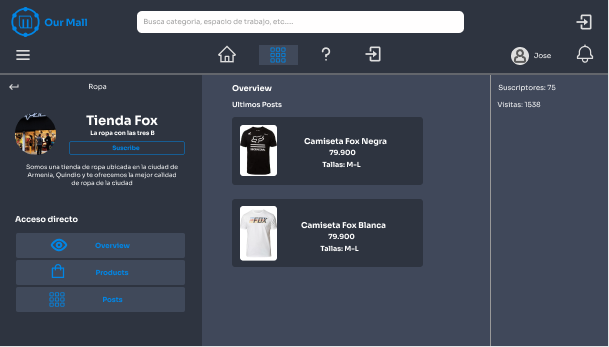 Our Mall
Busca categoria, espacio de trabajo, etc.....
?
Jose
Ropa
Tienda Fox
La ropa con las tres B
Suscribe
Somos una tienda de ropa ubicada en la ciudad de
Armenia, Quindio y te ofrecemos la mejor calidad
de ropa de la ciudad
Acceso directo
Overview
Products
Posts
Overview
Ultimos Posts
FOX
Camiseta Fox Negra
79.900
Tallas: M-L
FOX
Camiseta Fox Blanca
79.900
Tallas: M-L
Suscriptores: 75
Visitas: 1538